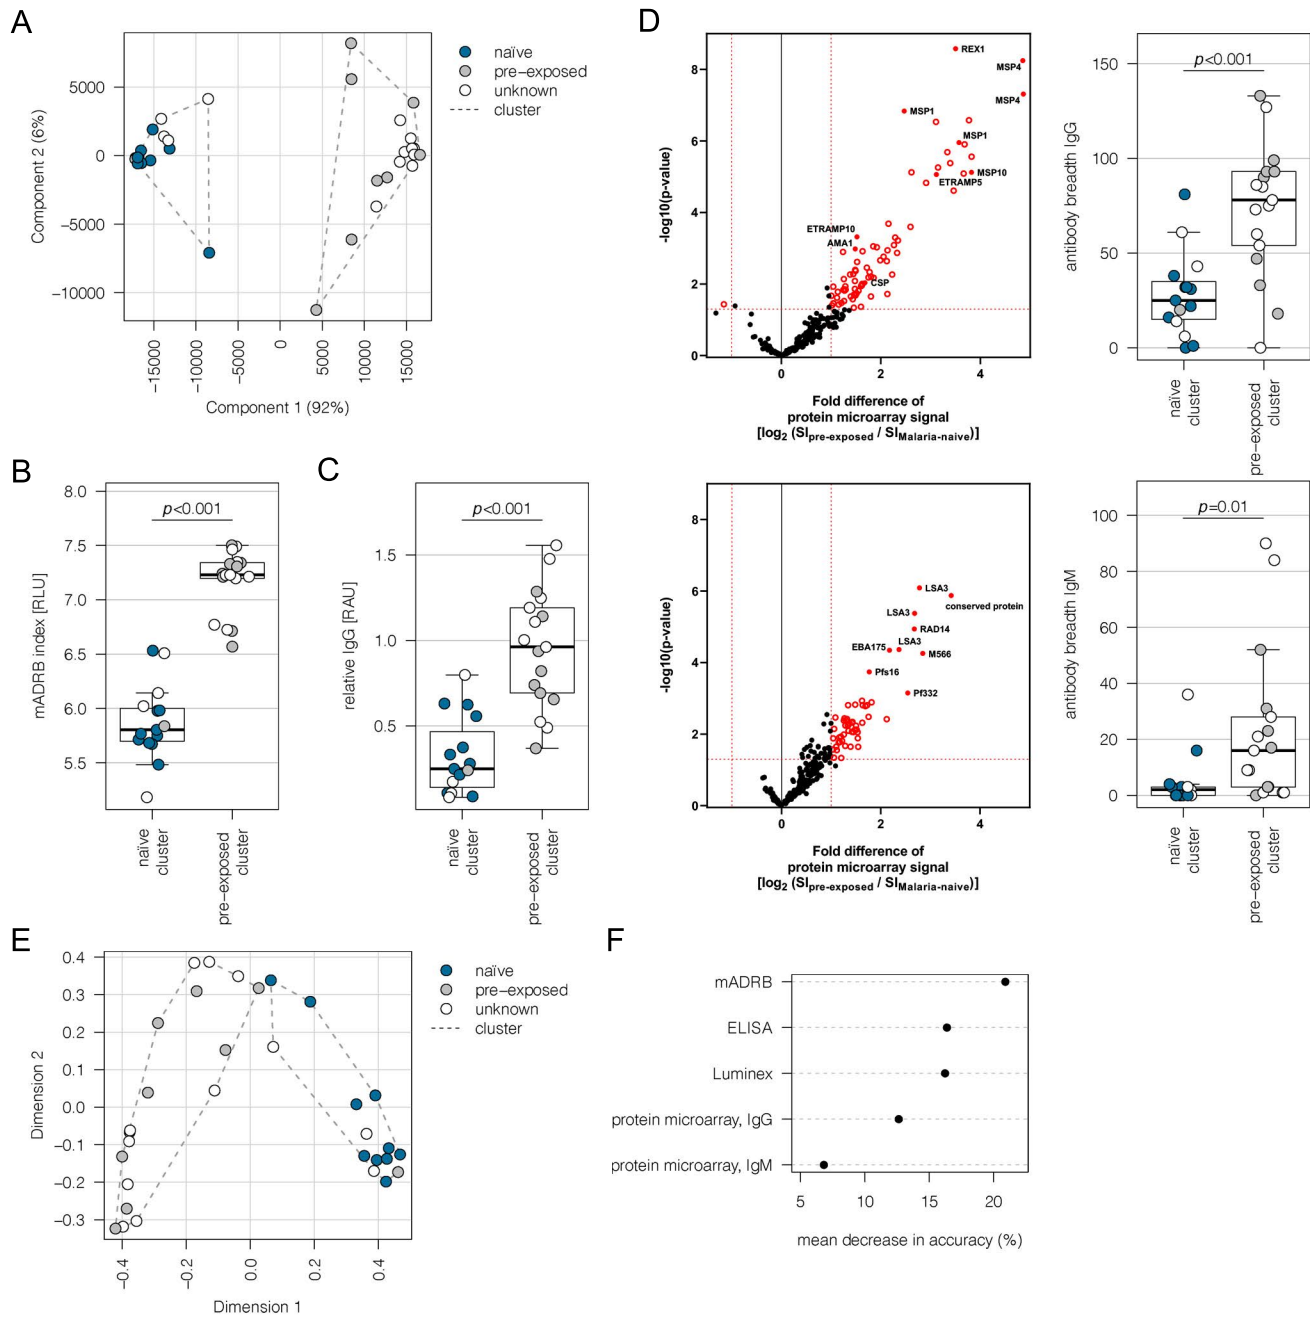 A
5000
0
−5000
−10000
Component 2 (6%)
−15000
−10000
−5000
0
5000
10000
15000
Component 1 (92%)
naïve
pre−exposed
unknown
cluster
B
8.0
7.5
7.0
6.5
6.0
5.5
mADRB index [RLU]
p<0.001
naïve cluster
pre−exposed cluster
C
1.5
1.0
0.5
relative IgG [RAU]
p<0.001
naïve cluster
pre−exposed cluster
D
8
6
4
2
0
-log10(p-value)
REX1
MSP4
MSP4
MSP1
MSP1
MSP10
ETRAMP5
ETRAMP10
AMA1
CSP
0
2
4
Fold difference of
protein microarray signal
[log2 (SIpre-exposed / SIMalaria-naive)]
150
100
50
0
antibody breadth IgG
p<0.001
naïve cluster
pre−exposed cluster
8
6
4
2
0
-log10(p-value)
LSA3
conserved protein
LSA3
RAD14
LSA3
EBA175
M566
Pfs16
Pf332
0
2
4
Fold difference of
protein microarray signal
[log2 (SIpre-exposed / SIMalaria-naive)]
100
80
60
40
20
0
antibody breadth IgM
p=0.01
naïve cluster
pre−exposed cluster
E
0.4
0.3
0.2
0.1
0.0
−0.1
−0.2
−0.3
Dimension 2
−0.4
−0.2
0.0
0.2
0.4
Dimension 1
naïve
pre−exposed
unknown
cluster
F
mADRB
ELISA
Luminex
protein microarray, IgG
protein microarray, IgM
5
10
15
20
mean decrease in accuracy (%)